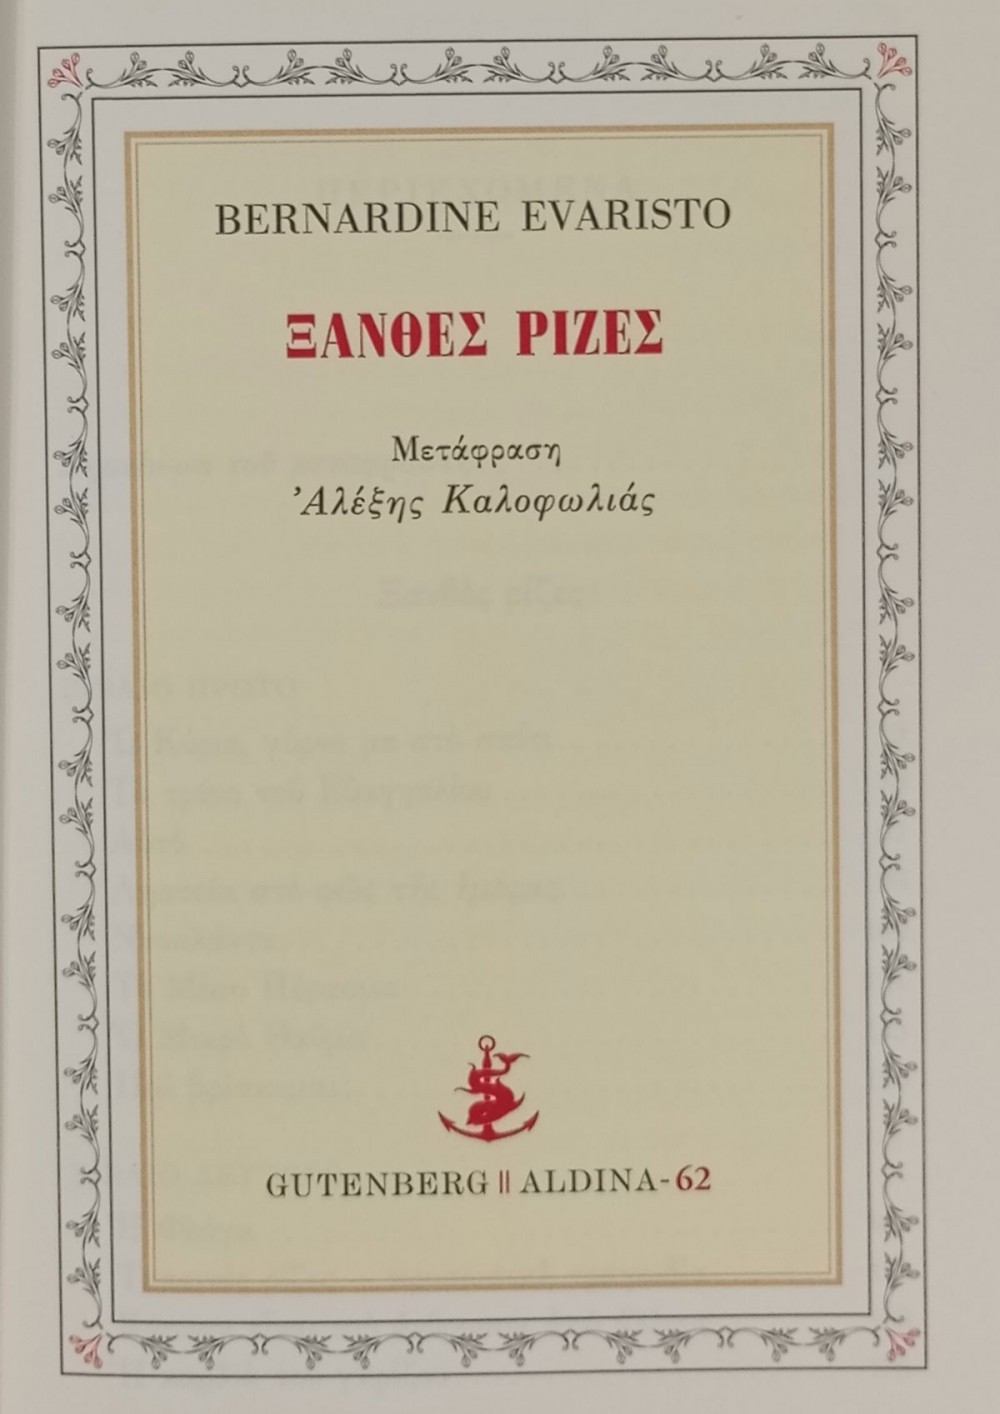 BERNARDINE EVARISTO
ΞΑΝΘΕΣ ΡΙΖΕΣ
Μετάφραση
Ἀλέξης Καλοφωλιάς
GUTENBERG || ALDINA-62